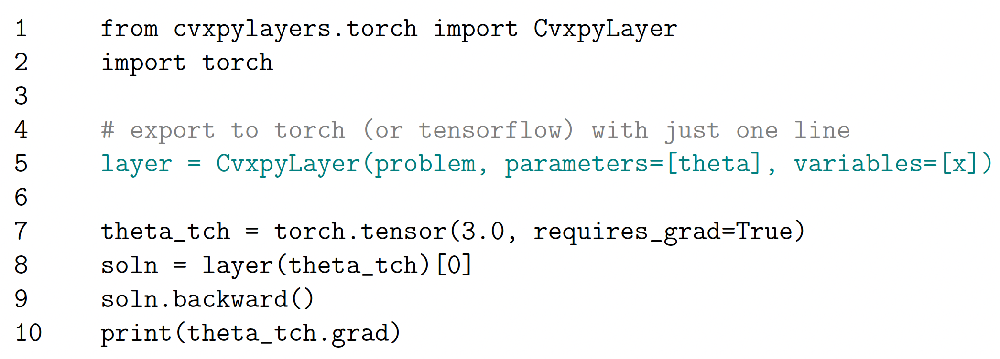 1 from cvxpylayers.torch import CvxpyLayer
2 import torch
3
4 # export to torch (or tensorflow) with just one line
5 layer = CvxpyLayer(problem, parameters=[theta], variables=[x])
6
7 theta_tch = torch.tensor(3.0, requires_grad=True)
8 soln = layer(theta_tch)[0]
9 soln.backward()
10 print(theta_tch.grad)